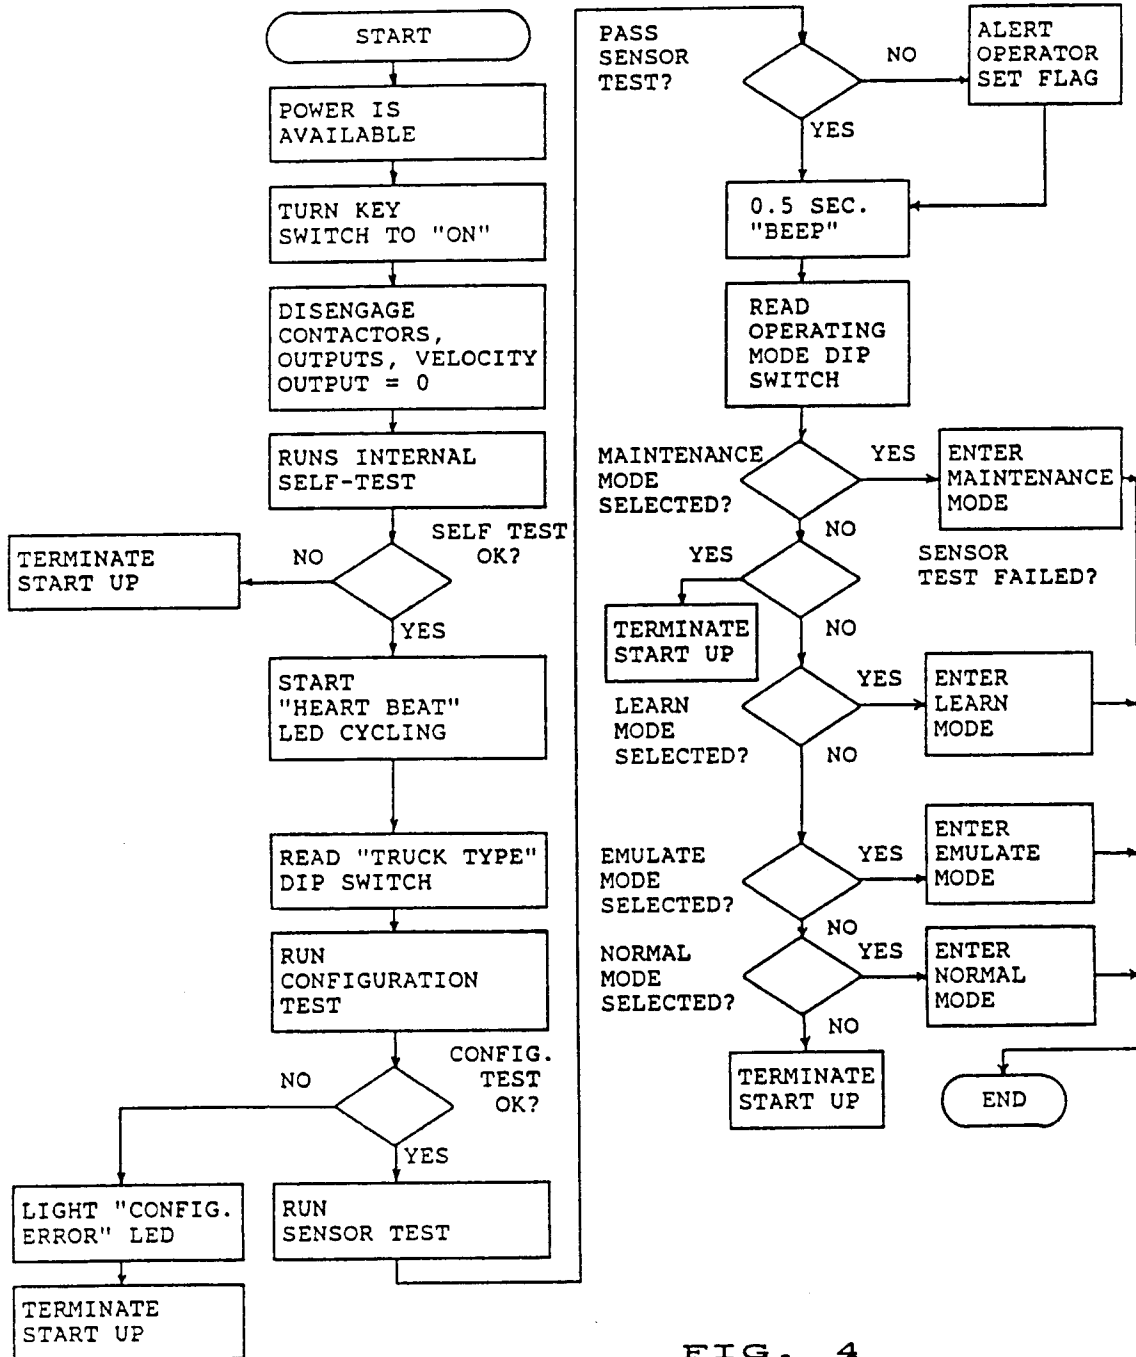 START
POWER IS
AVAILABLE
TURN KEY
SWITCH TO "ON"
DISENGAGE
CONTACTORS,
OUTPUTS, VELOCITY
OUTPUT = 0
RUNS INTERNAL
SELF-TEST
SELF TEST
OK?
NO
TERMINATE
START UP
YES
START
"HEART BEAT"
LED CYCLING
READ "TRUCK TYPE"
DIP SWITCH
RUN
CONFIGURATION
TEST
CONFIG.
TEST
OK?
NO
YES
LIGHT "CONFIG.
ERROR" LED
TERMINATE
START UP
RUN
SENSOR TEST
PASS
SENSOR
TEST?
NO
ALERT
OPERATOR
SET FLAG
YES
0.5 SEC.
"BEEP"
READ
OPERATING
MODE DIP
SWITCH
MAINTENANCE
MODE
SELECTED?
YES
ENTER
MAINTENANCE
MODE
NO
SENSOR
TEST FAILED?
YES
TERMINATE
START UP
NO
LEARN
MODE
SELECTED?
YES
ENTER
LEARN
MODE
NO
EMULATE
MODE
SELECTED?
YES
ENTER
EMULATE
MODE
NO
NORMAL
MODE
SELECTED?
YES
ENTER
NORMAL
MODE
NO
TERMINATE
START UP
END
FIG. 4